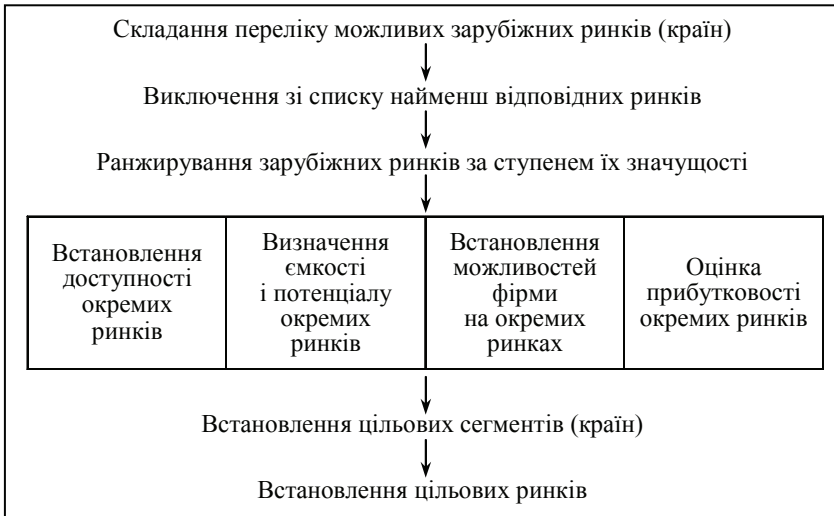 Складання переліку можливих зарубіжних ринків (країн)
Виключення зі списку найменш відповідних ринків
Ранжирування зарубіжних ринків за ступенем їх значущості
Встановлення
доступності
окремих
ринків
Визначення
ємкості
і потенціалу
окремих
ринків
Встановлення
можливостей
фірми
на окремих
ринках
Оцінка
прибутковості
окремих ринків
Встановлення цільових сегментів (країн)
Встановлення цільових ринків